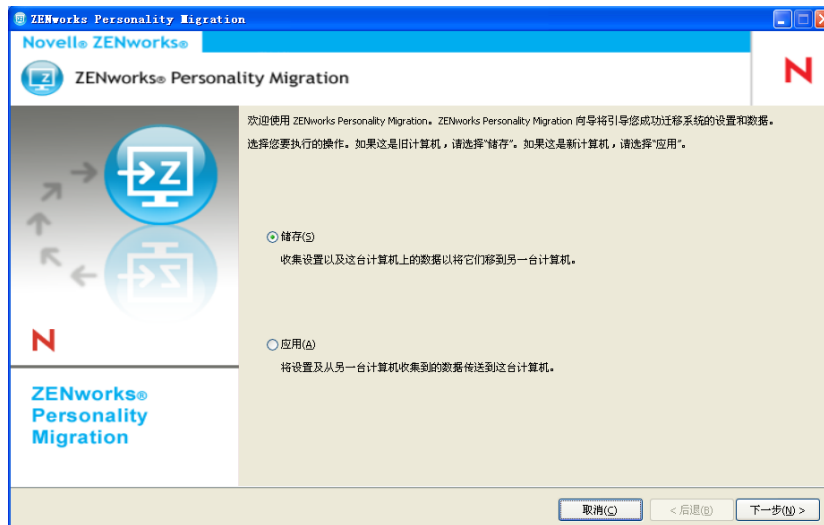 ZENworks Personality Migration
Novell® ZENworks®
ZENworks® Personality Migration
N
欢迎使用 ZENworks Personality Migration。ZENworks Personality Migration 向导将引导您成功迁移系统的设置和数据。
选择您要执行的操作。如果这是旧计算机，请选择“储存”。如果这是新计算机，请选择“应用”。
Z
储存(S)
收集设置以及这台计算机上的数据以将它们移到另一台计算机。
N
应用(A)
将设置及从另一台计算机收集到的数据传送到这台计算机。
ZENworks®
Personality
Migration
取消(C)
< 后退(B)
下一步(N) >